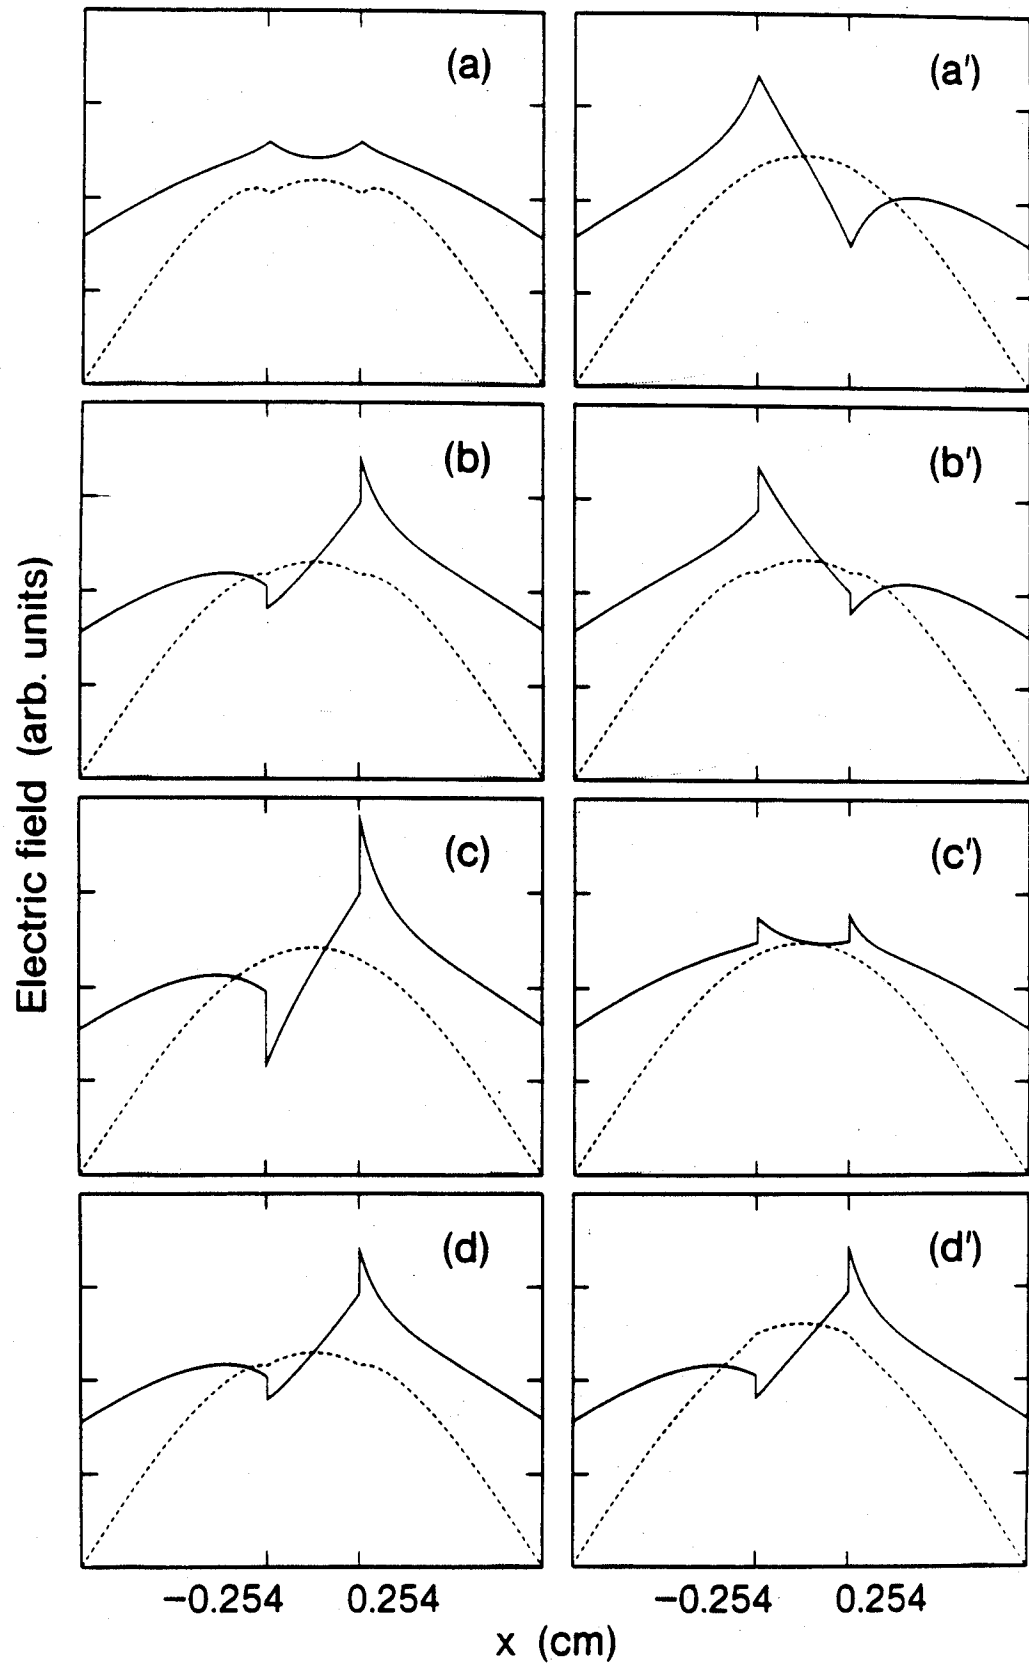 (a)
(a')
(b)
(b')
(c)
(c')
(d)
(d')
Electric field (arb. units)
−0.254
0.254
−0.254
0.254
x (cm)